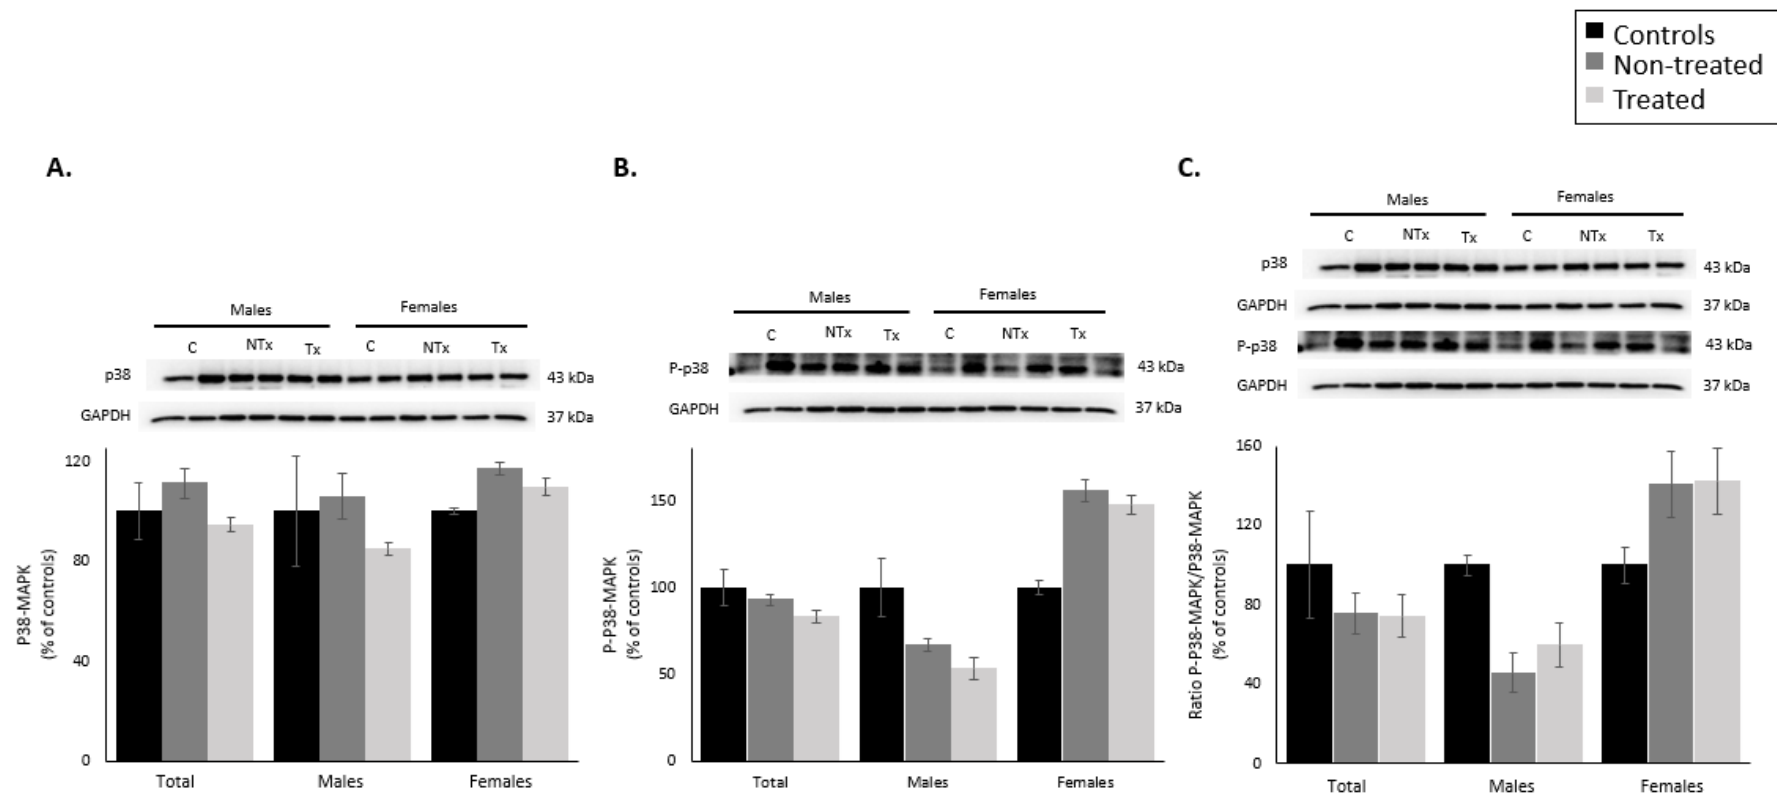 Controls
Non-treated
Treated
A.
B.
C.
Males Females
C NTx Tx C NTx Tx
p38 43 kDa
GAPDH 37 kDa
120
80
40
0
P38-MAPK
(% of controls)
Total Males Females
Males Females
C NTx Tx C NTx Tx
P-p38 43 kDa
GAPDH 37 kDa
150
100
50
0
P-P38-MAPK
(% of controls)
Total Males Females
Males Females
C NTx Tx C NTx Tx
p38 43 kDa
GAPDH 37 kDa
P-p38 43 kDa
GAPDH 37 kDa
160
120
80
40
0
Ratio P-P38-MAPK/P38-MAPK
(% of controls)
Total Males Females